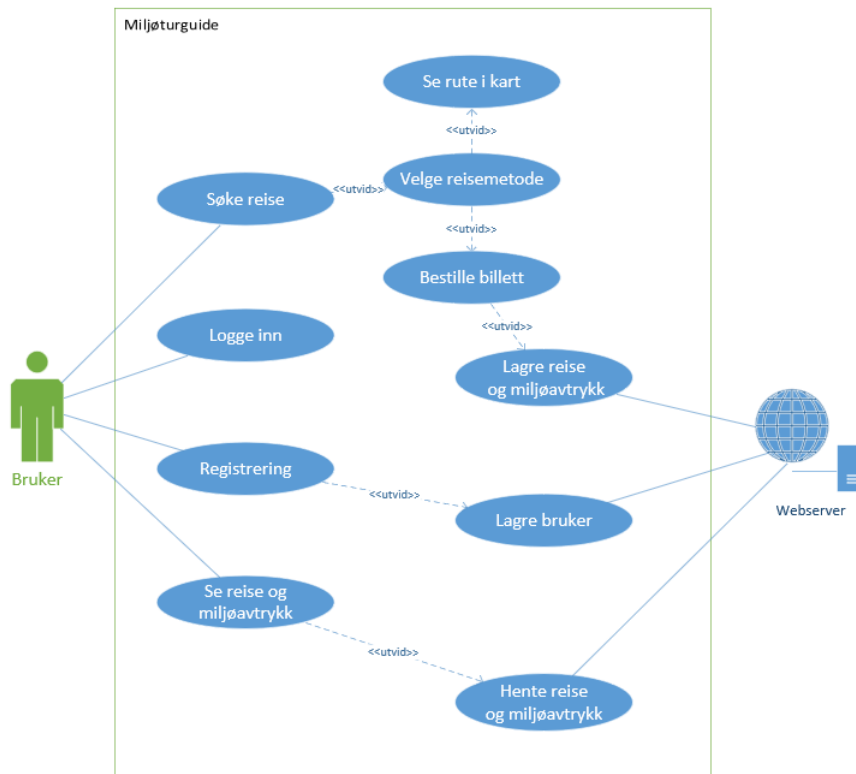 Miljøturguide
Se rute i kart
<<utvid>>
Søke reise
<<utvid>>
Velge reisemetode
<<utvid>>
Bestille billett
<<utvid>>
Logge inn
Lagre reise
og miljøavtrykk
Bruker
Registrering
<<utvid>>
Lagre bruker
Webserver
Se reise og
miljøavtrykk
<<utvid>>
Hente reise
og miljøavtrykk